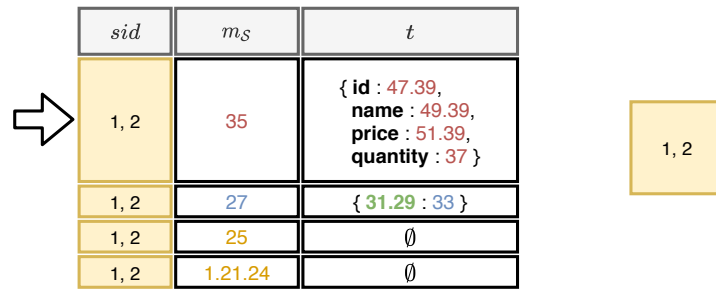 sid m_S t
1, 2 35 { id : 47.39,
name : 49.39,
price : 51.39,
quantity : 37 }
1, 2 27 { 31.29 : 33 }
1, 2 25 ∅
1, 2 1.21.24 ∅
1, 2